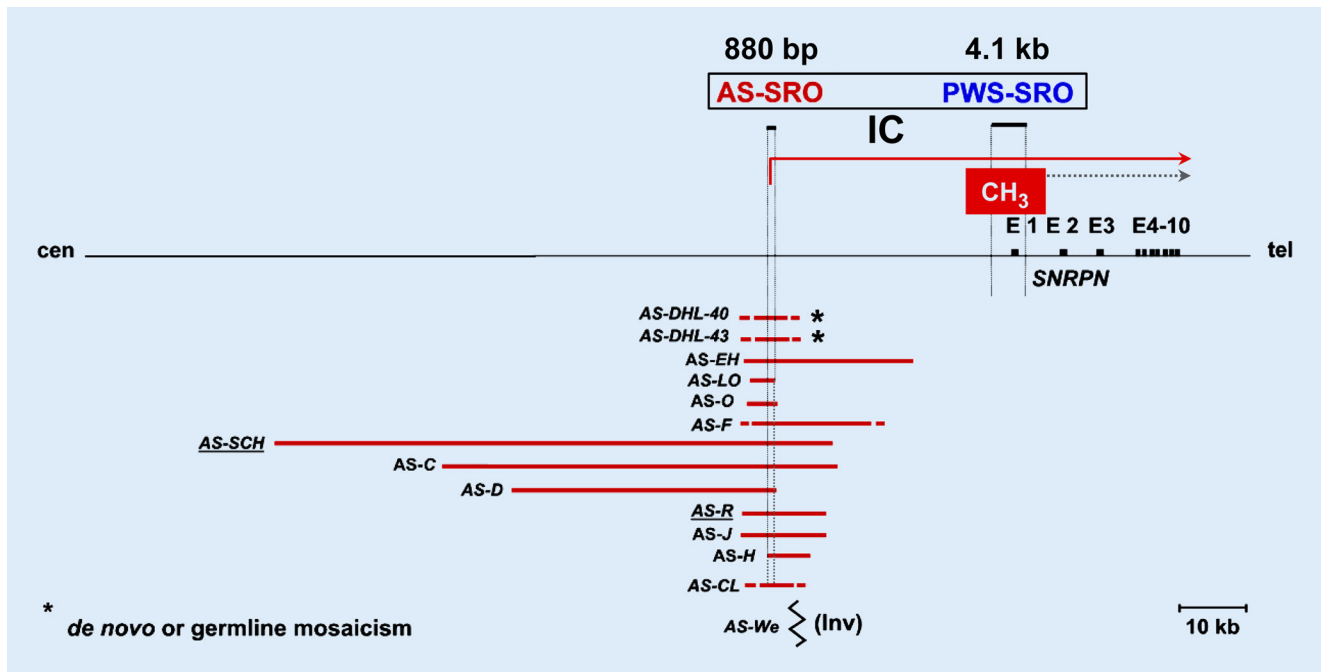 880 bp 4.1 kb
AS-SRO PWS-SRO
IC
CH3
E 1 E 2 E3 E4-10
cen tel
SNRPN
AS-DHL-40 *
AS-DHL-43 *
AS-EH
AS-LO
AS-O
AS-F
AS-SCH
AS-C
AS-D
AS-R
AS-J
AS-H
AS-CL
* de novo or germline mosaicism
AS-We (Inv)
10 kb